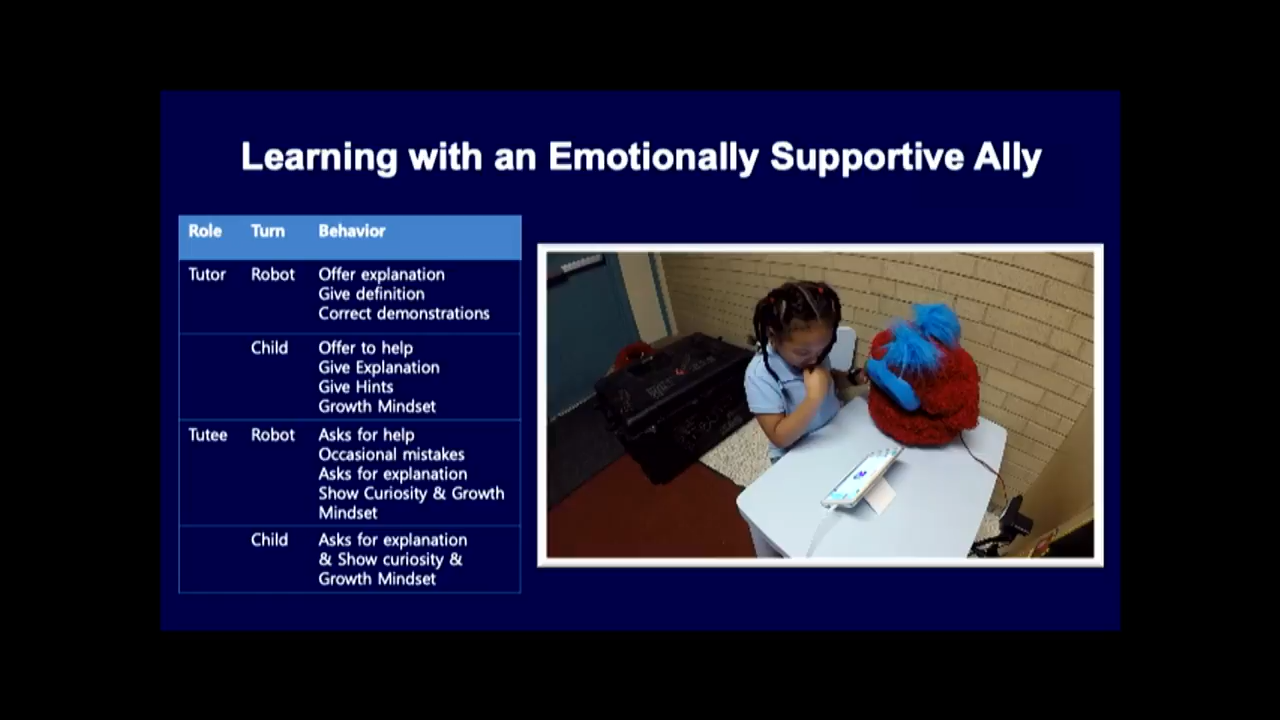 Learning with an Emotionally Supportive Ally
Role Turn Behavior
Tutor Robot Offer explanation
Give definition
Correct demonstrations
Child Offer to help
Give Explanation
Give Hints
Growth Mindset
Tutee Robot Asks for help
Occasional mistakes
Asks for explanation
Show Curiosity & Growth
Mindset
Child Asks for explanation
& Show curiosity &
Growth Mindset